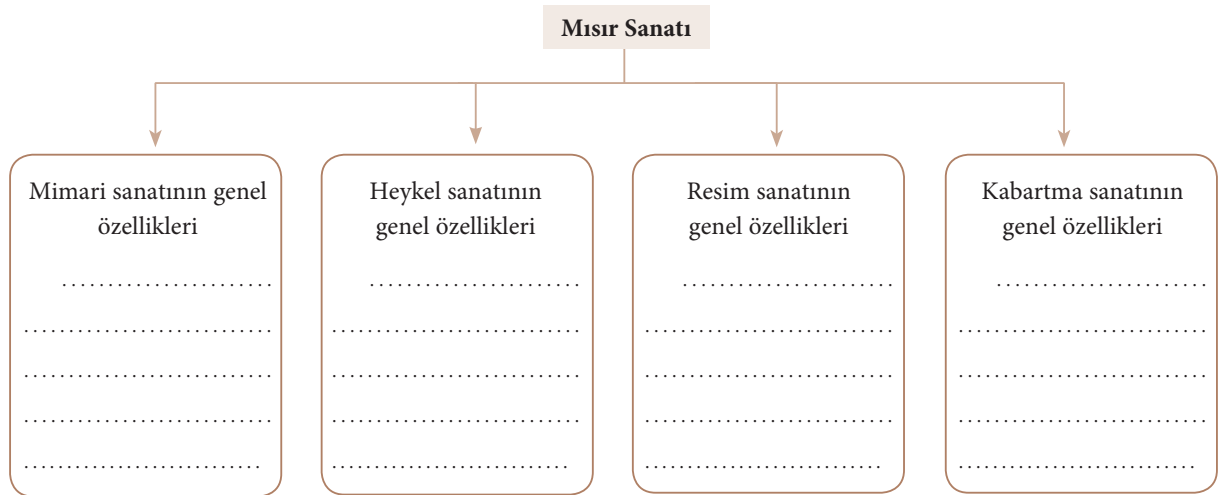 Mısır Sanatı
Mimari sanatının genel
özellikleri
Heykel sanatının
genel özellikleri
Resim sanatının
genel özellikleri
Kabartma sanatının
genel özellikleri